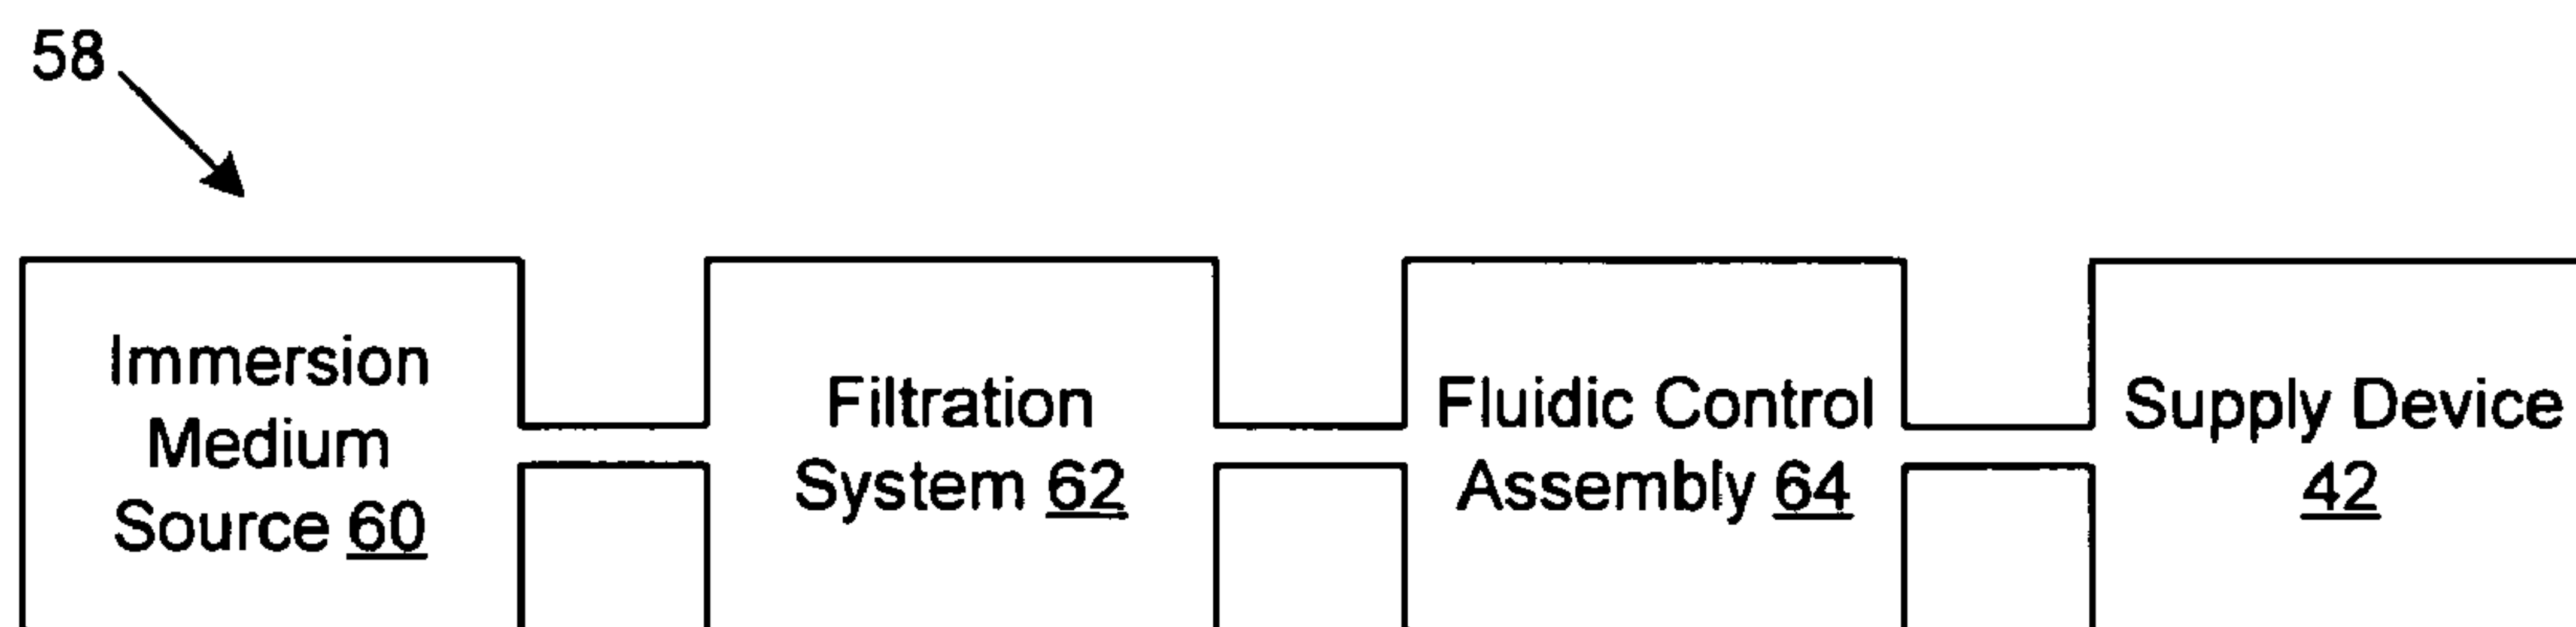 58
Immersion
Medium
Source 60
Filtration
System 62
Fluidic Control
Assembly 64
Supply Device
42